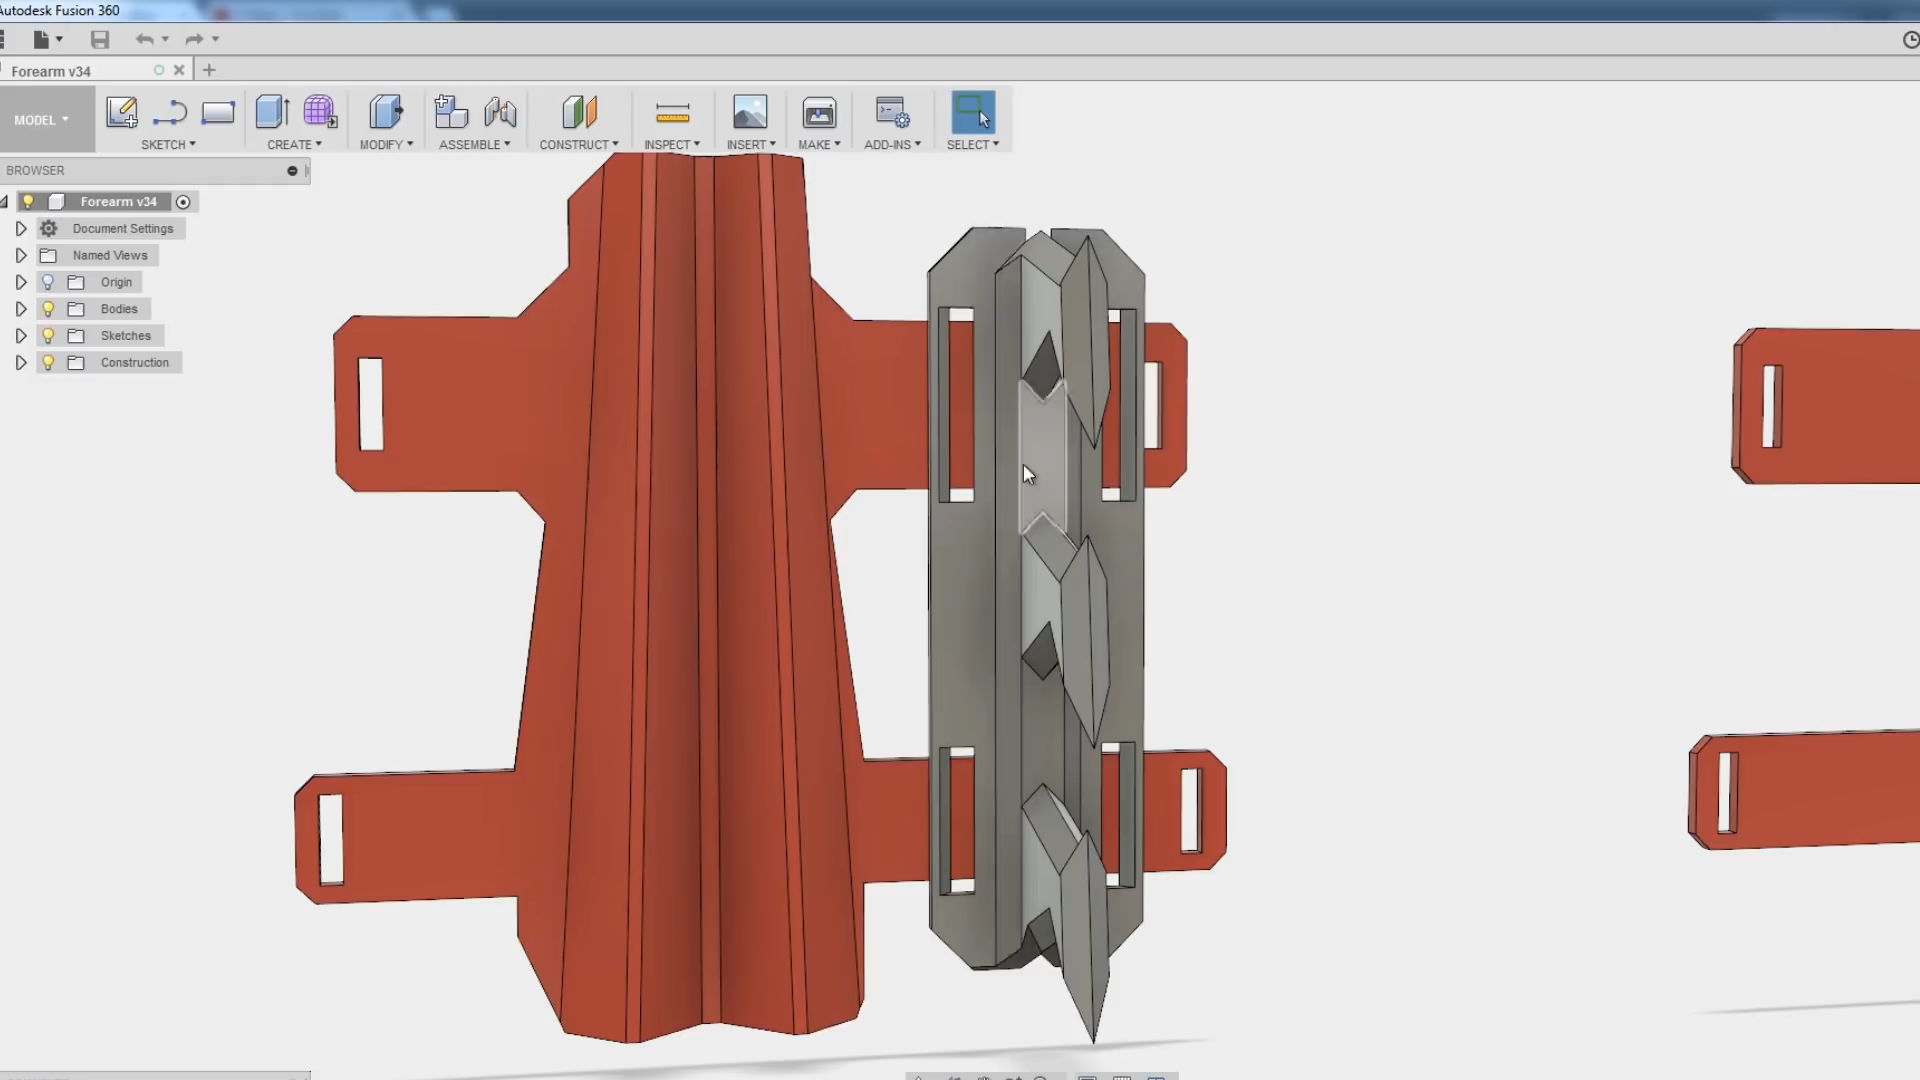 Autodesk Fusion 360
Forearm v34
MODEL
SKETCH
CREATE
MODIFY
ASSEMBLE
CONSTRUCT
INSPECT
INSERT
MAKE
ADD-INS
SELECT
BROWSER
Forearm v34
Document Settings
Named Views
Origin
Bodies
Sketches
Construction